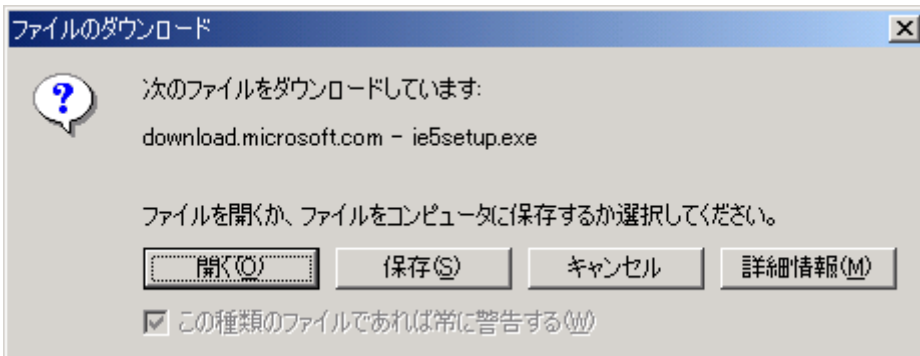 ファイルのダウンロード
次のファイルをダウンロードしています:
download.microsoft.com - ie5setup.exe
ファイルを開くか、ファイルをコンピュータに保存するか選択してください。
開く(O) 保存(S) キャンセル 詳細情報(M)
この種類のファイルであれば常に警告する(W)